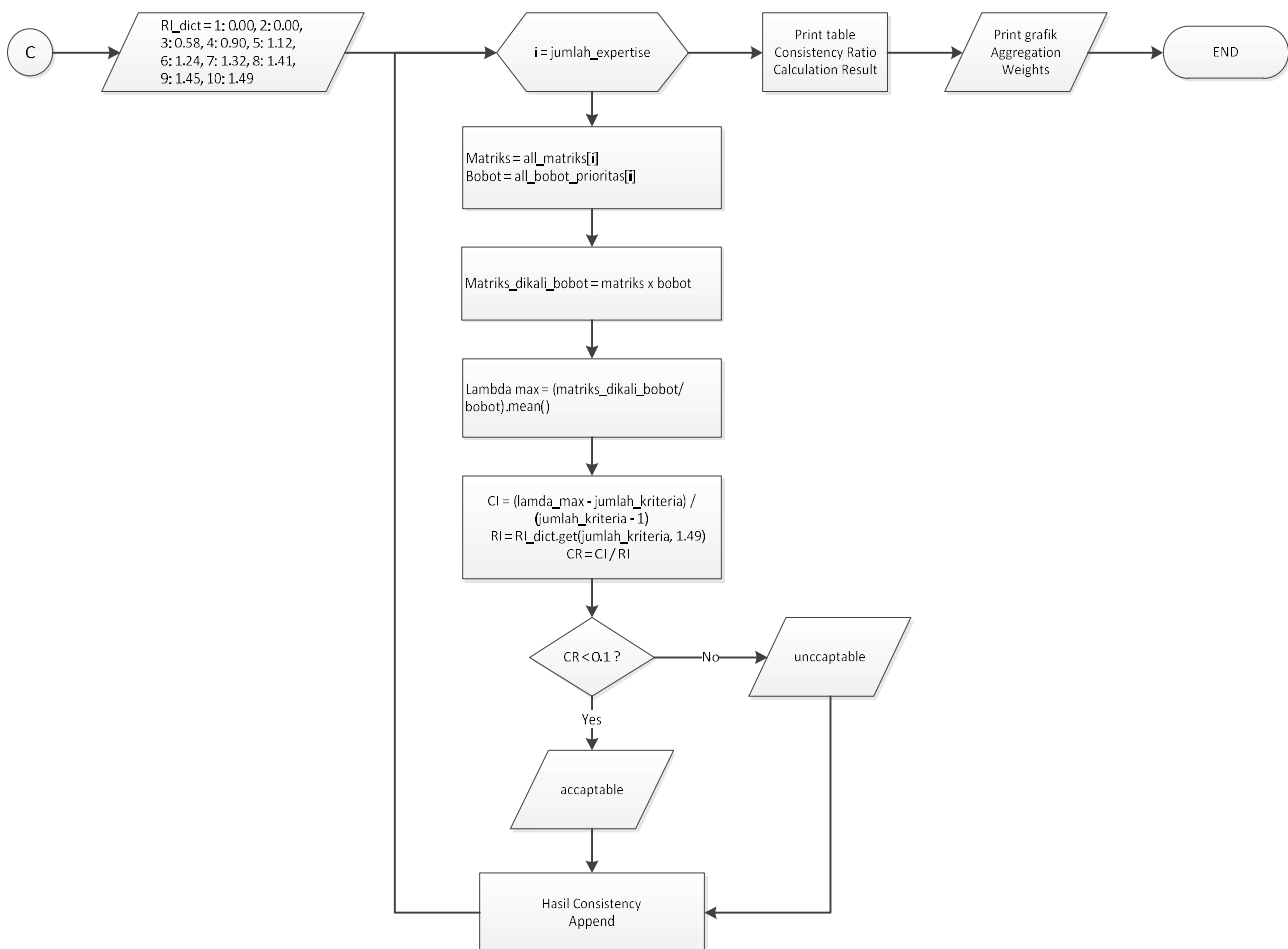 C
RI_dict = 1: 0.00, 2: 0.00,
3: 0.58, 4: 0.90, 5: 1.12,
6: 1.24, 7: 1.32, 8: 1.41,
9: 1.45, 10: 1.49
i = jumlah_expertise
Print table
Consistency Ratio
Calculation Result
Print grafik
Aggregation
Weights
END
Matriks = all_matriks[i]
Bobot = all_bobot_prioritas[i]
Matriks_dikali_bobot = matriks x bobot
Lambda max = (matriks_dikali_bobot/
bobot).mean()
CI = (lamda_max - jumlah_kriteria) /
(jumlah_kriteria - 1)
RI = RI_dict.get(jumlah_kriteria, 1.49)
CR = CI / RI
CR < 0.1 ?
No
unccaptable
Yes
accaptable
Hasil Consistency
Append